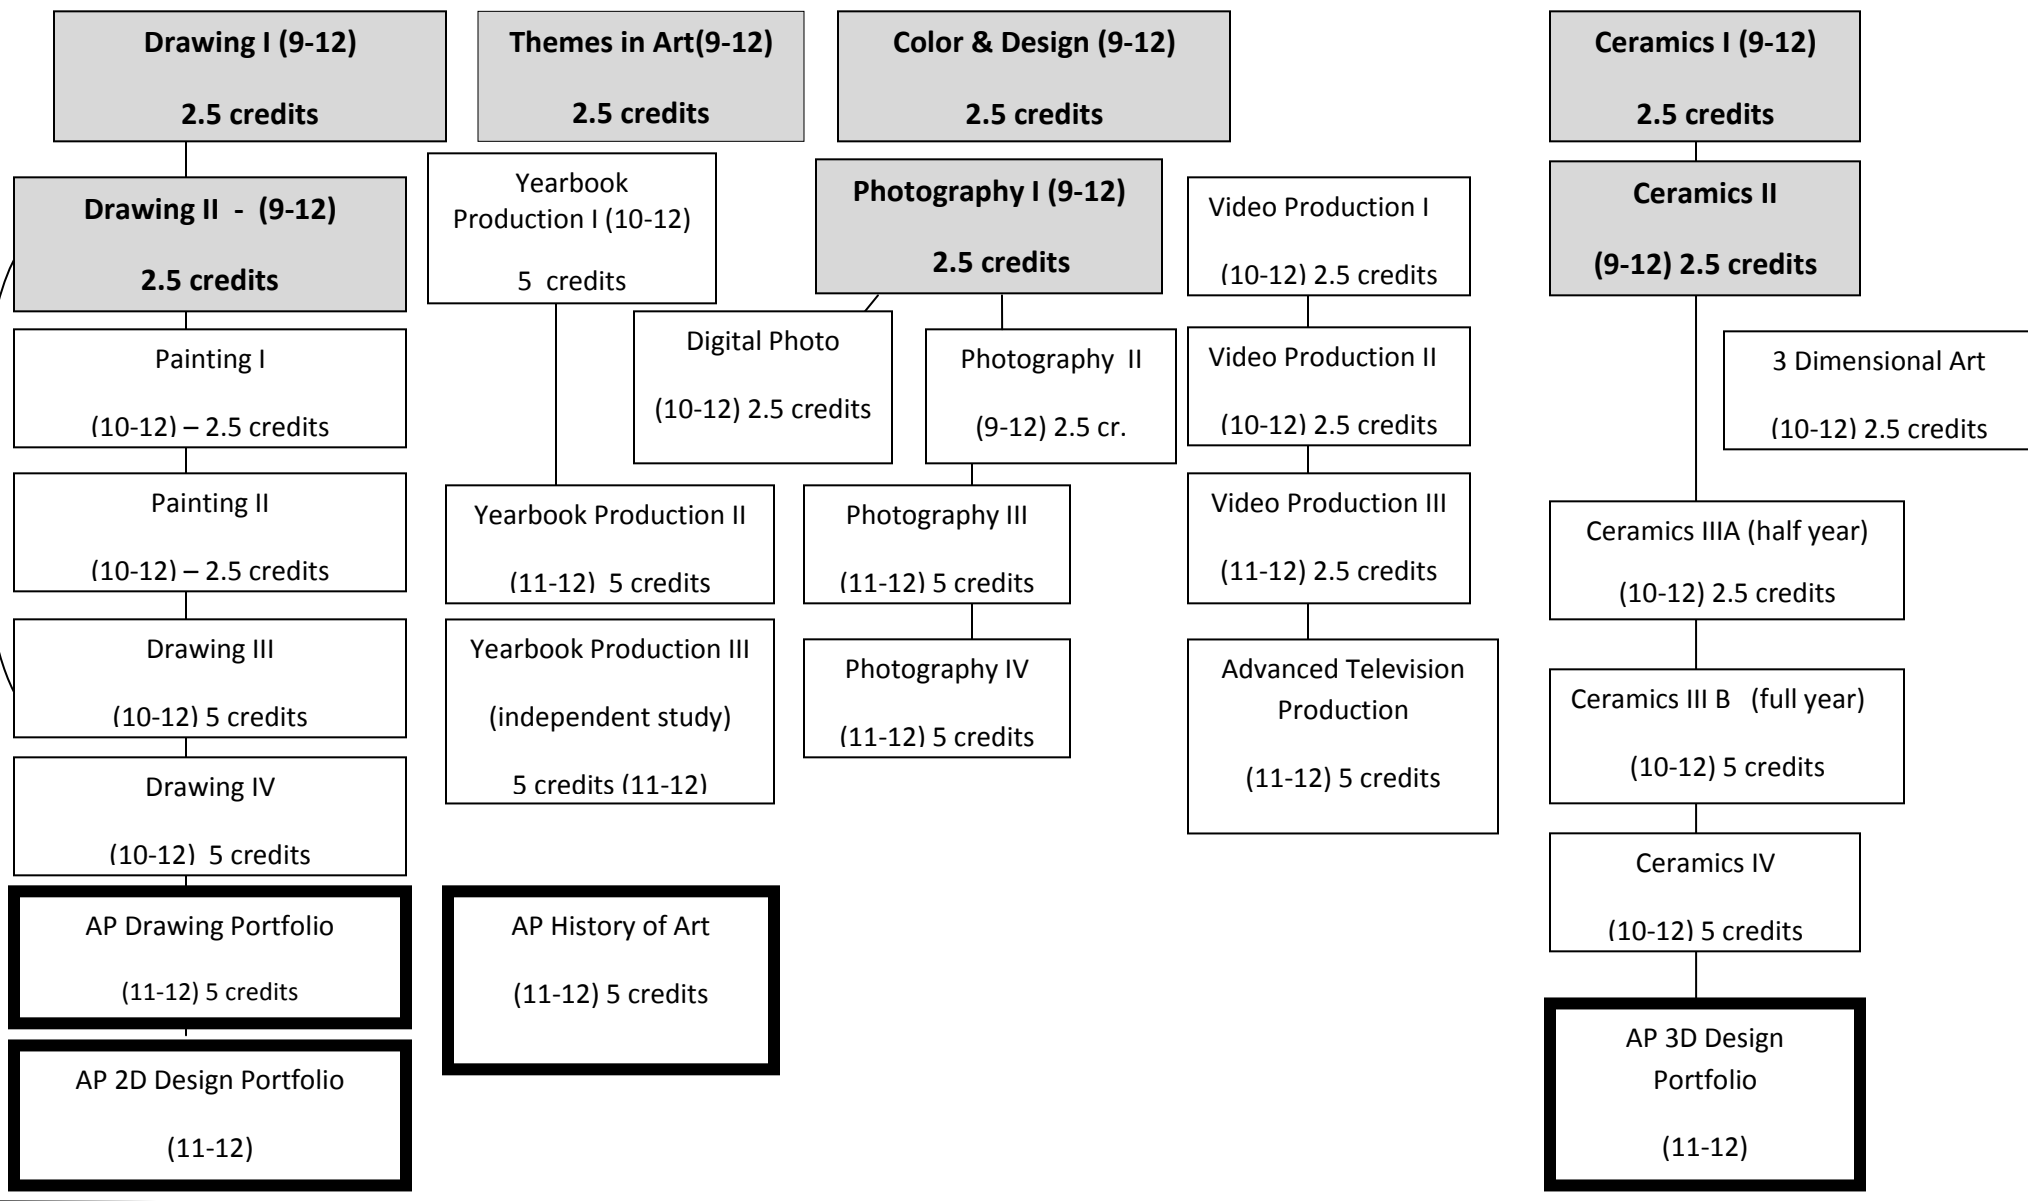 Drawing I (9-12)
2.5 credits
Themes in Art(9-12)
2.5 credits
Color & Design (9-12)
2.5 credits
Ceramics I (9-12)
2.5 credits
Drawing II - (9-12)
2.5 credits
Yearbook
Production I (10-12)
5 credits
Photography I (9-12)
2.5 credits
Video Production I
(10-12) 2.5 credits
Ceramics II
(9-12) 2.5 credits
Painting I
(10-12) – 2.5 credits
Digital Photo
(10-12) 2.5 credits
Photography II
(9-12) 2.5 cr.
Video Production II
(10-12) 2.5 credits
3 Dimensional Art
(10-12) 2.5 credits
Painting II
(10-12) – 2.5 credits
Yearbook Production II
(11-12) 5 credits
Photography III
(11-12) 5 credits
Video Production III
(11-12) 2.5 credits
Ceramics IIIA (half year)
(10-12) 2.5 credits
Drawing III
(10-12) 5 credits
Yearbook Production III
(independent study)
5 credits (11-12)
Photography IV
(11-12) 5 credits
Advanced Television
Production
(11-12) 5 credits
Ceramics III B (full year)
(10-12) 5 credits
Drawing IV
(10-12) 5 credits
Ceramics IV
(10-12) 5 credits
AP Drawing Portfolio
(11-12) 5 credits
AP History of Art
(11-12) 5 credits
AP 2D Design Portfolio
(11-12)
AP 3D Design
Portfolio
(11-12)